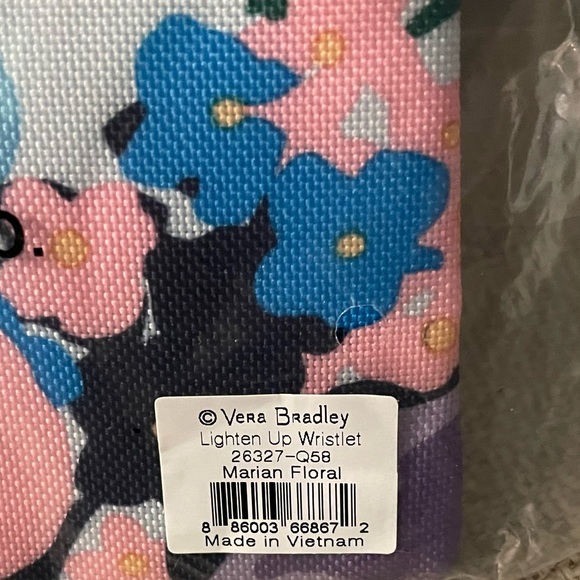 © Vera Bradley
Lighten Up Wristlet
26327-Q58
Marian Floral
8 86003 66867 2
Made in Vietnam